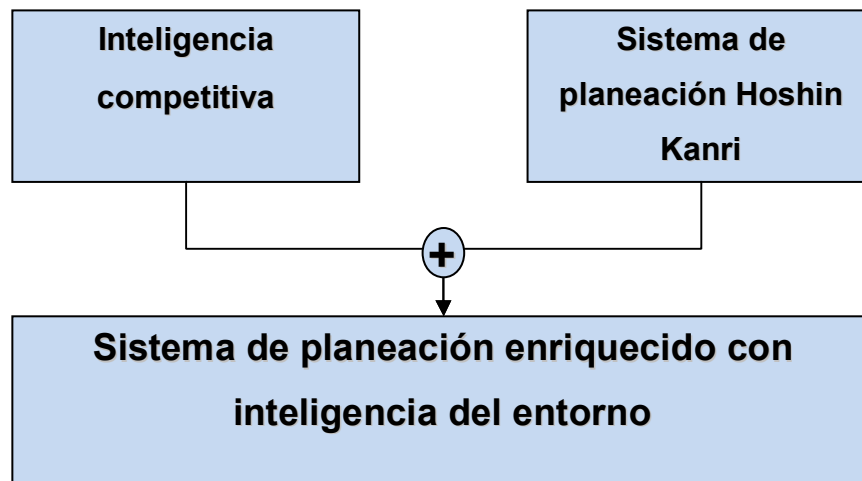 Inteligencia
competitiva
Sistema de
planeación Hoshin
Kanri
+
Sistema de planeación enriquecido con
inteligencia del entorno